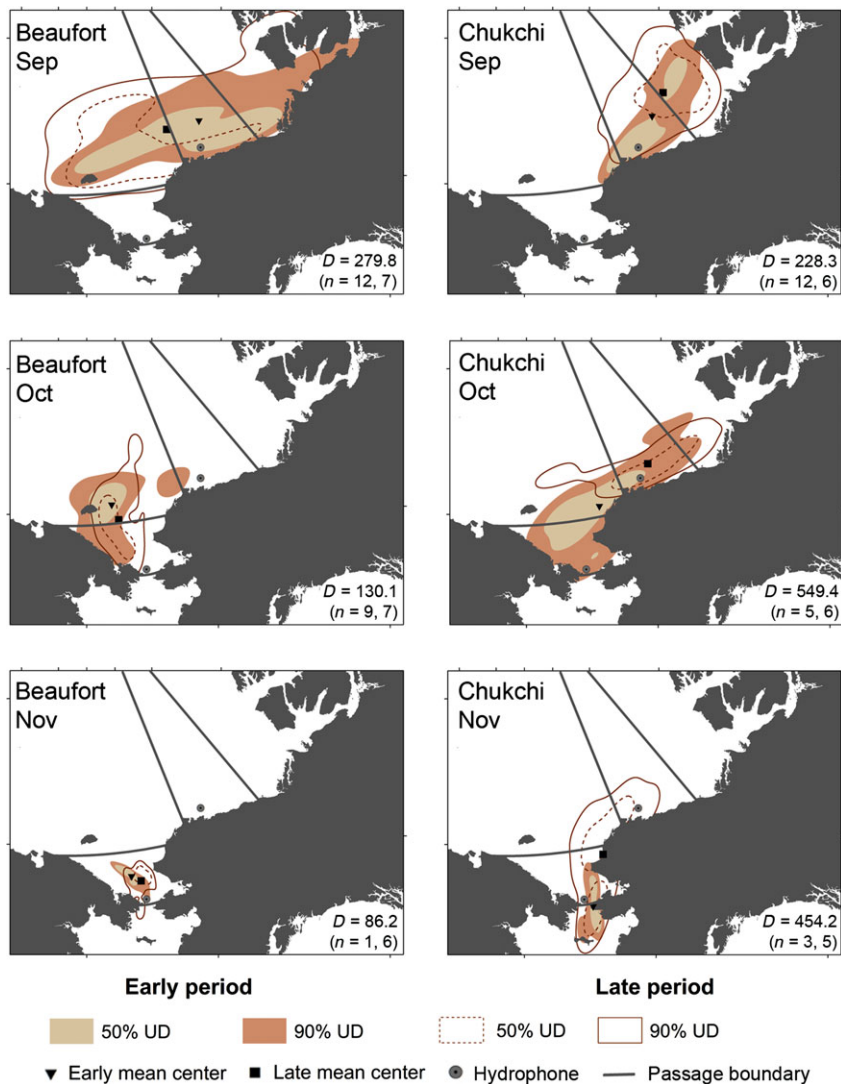 Beaufort
Sep
D = 279.8
(n = 12, 7)
Chukchi
Sep
D = 228.3
(n = 12, 6)
Beaufort
Oct
D = 130.1
(n = 9, 7)
Chukchi
Oct
D = 549.4
(n = 5, 6)
Beaufort
Nov
D = 86.2
(n = 1, 6)
Chukchi
Nov
D = 454.2
(n = 3, 5)
Early period
Late period
50% UD
90% UD
50% UD
90% UD
Early mean center
Late mean center
Hydrophone
Passage boundary